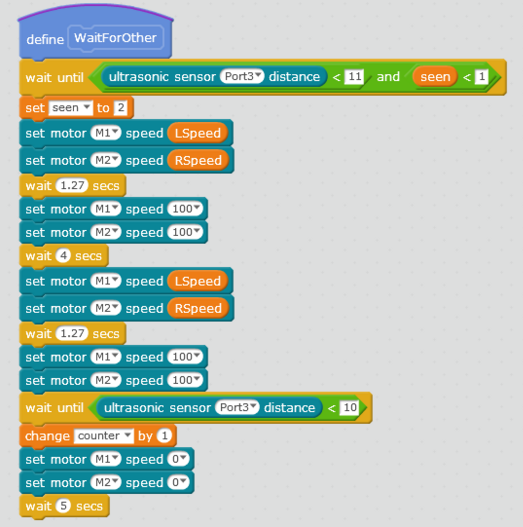 define WaitForOther
wait until ultrasonic sensor Port3 distance < 11 and seen < 1
set seen to 2
set motor M1 speed LSpeed
set motor M2 speed RSpeed
wait 1.27 secs
set motor M1 speed 100
set motor M2 speed 100
wait 4 secs
set motor M1 speed LSpeed
set motor M2 speed RSpeed
wait 1.27 secs
set motor M1 speed 100
set motor M2 speed 100
wait until ultrasonic sensor Port3 distance < 10
change counter by 1
set motor M1 speed 0
set motor M2 speed 0
wait 5 secs